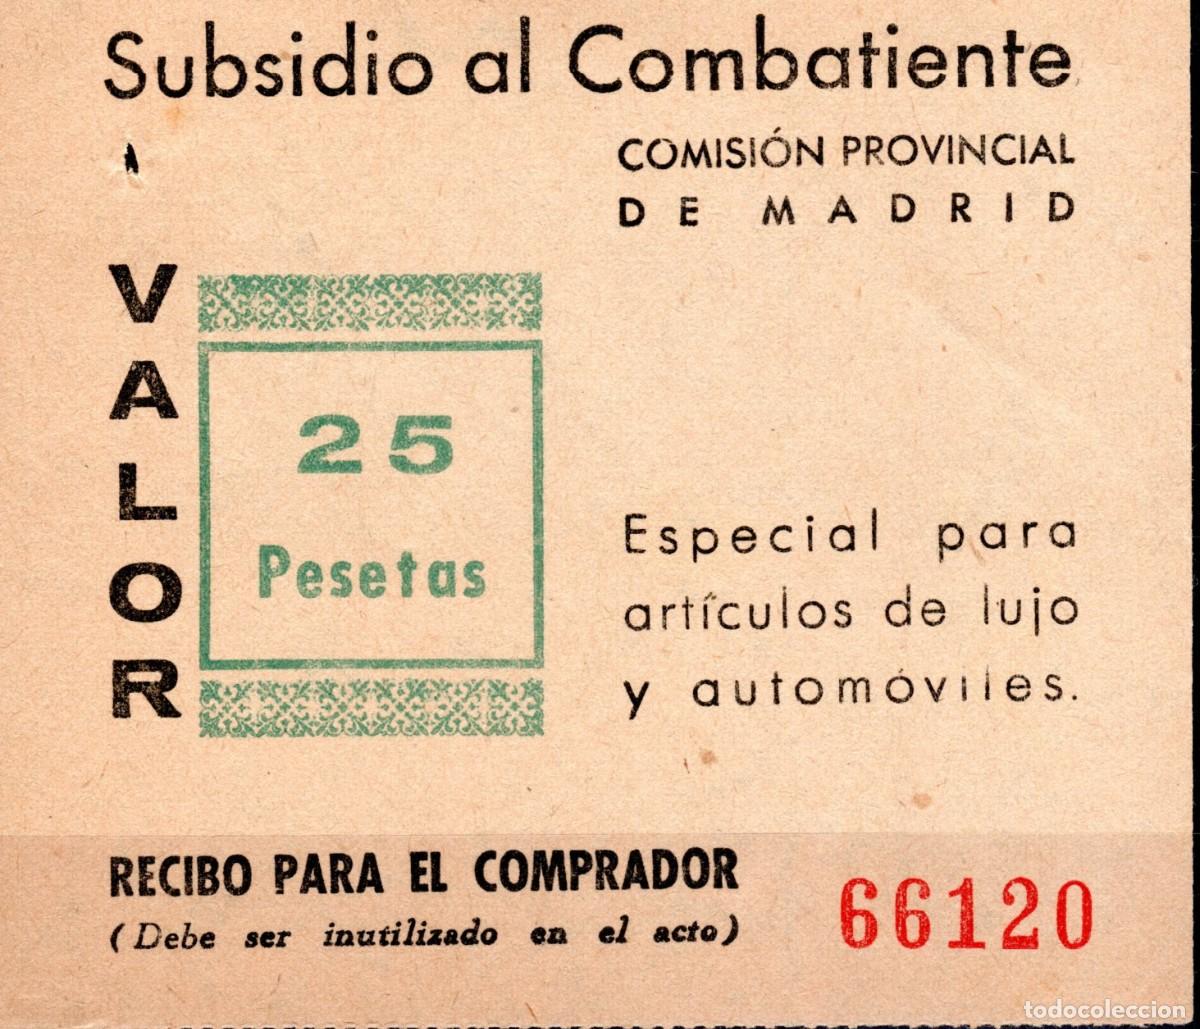 Subsidio al Combatiente
COMISIÓN PROVINCIAL
DE MADRID
VALOR
25
Pesetas
Especial para
artículos de lujo
y automóviles.
RECIBO PARA EL COMPRADOR
(Debe ser inutilizado en el acto)
66120
todocoleccion